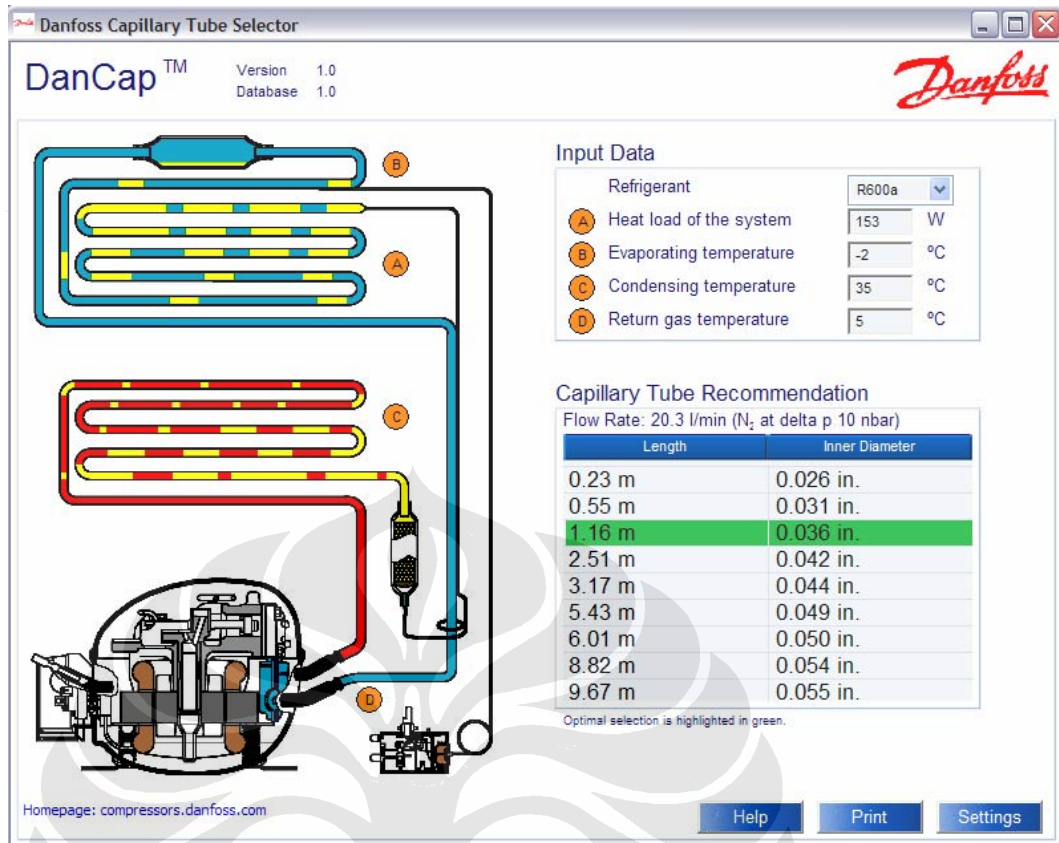 Danfoss Capillary Tube Selector
DanCap TM
Version 1.0
Database 1.0
Danfoss
B
A
C
D
Input Data
Refrigerant R600a
A Heat load of the system 153 W
B Evaporating temperature -2 ºC
C Condensing temperature 35 ºC
D Return gas temperature 5 ºC
Capillary Tube Recommendation
Flow Rate: 20.3 l/min (N₂ at delta p 10 nbar)
Length Inner Diameter
0.23 m 0.026 in.
0.55 m 0.031 in.
1.16 m 0.036 in.
2.51 m 0.042 in.
3.17 m 0.044 in.
5.43 m 0.049 in.
6.01 m 0.050 in.
8.82 m 0.054 in.
9.67 m 0.055 in.
Optimal selection is highlighted in green.
Homepage: compressors.danfoss.com
Help Print Settings